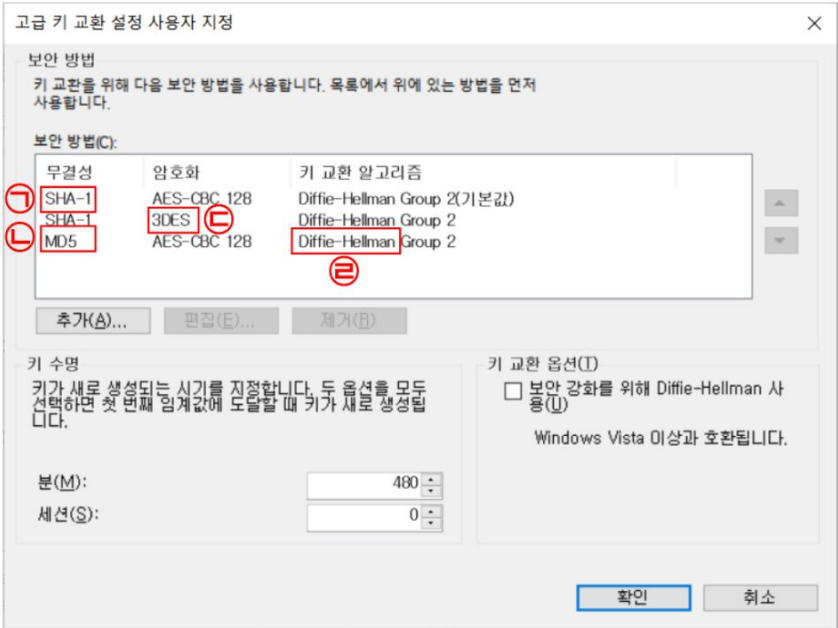 고급 키 교환 설정 사용자 지정
보안 방법
키 교환을 위해 다음 보안 방법을 사용합니다. 목록에서 위에 있는 방법을 먼저
사용합니다.
보안 방법(C):
무결성 암호화 키 교환 알고리즘
㉠ SHA-1 AES-CBC 128 Diffie-Hellman Group 2(기본값)
SHA-1 3DES ㉢ Diffie-Hellman Group 2
㉡ MD5 AES-CBC 128 Diffie-Hellman Group 2
㉣
추가(A)... 편집(E)... 제거(R)
키 수명
키가 새로 생성되는 시기를 지정합니다. 두 옵션을 모두
선택하면 첫 번째 임계값에 도달할 때 키가 새로 생성됩
니다.
분(M): 480
세션(S): 0
키 교환 옵션(T)
보안 강화를 위해 Diffie-Hellman 사
용(U)
Windows Vista 이상과 호환됩니다.
확인 취소